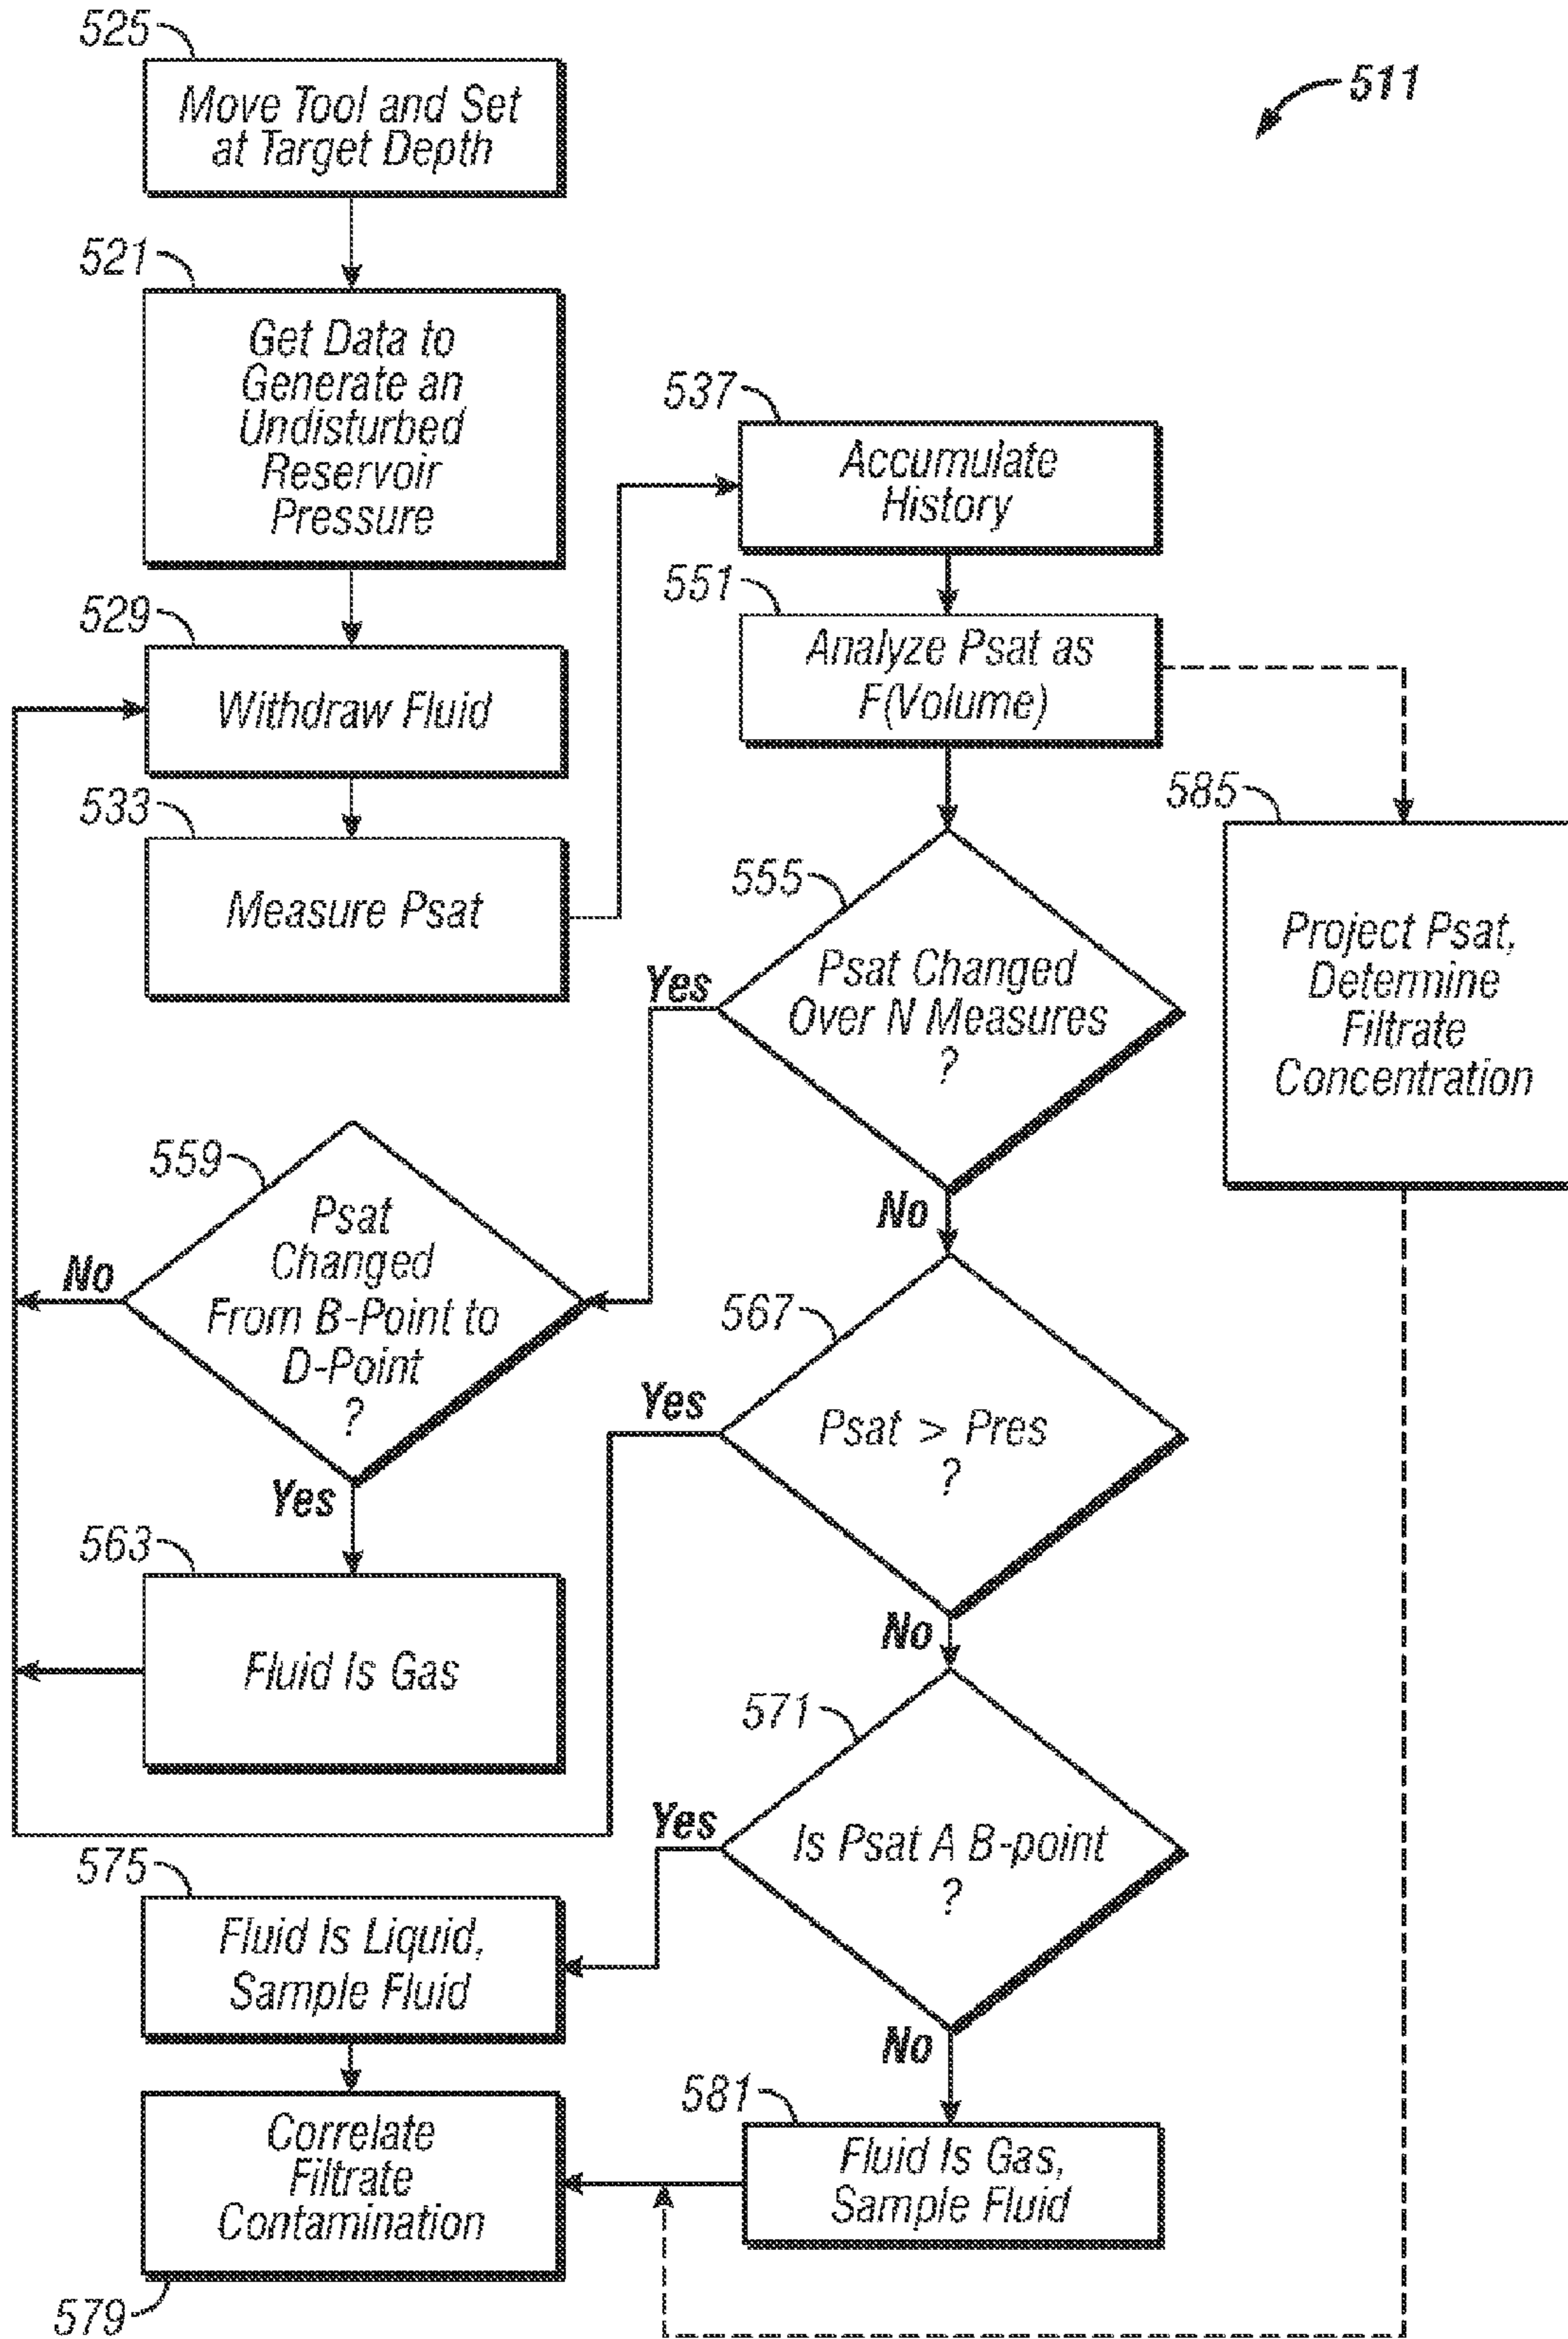 525
Move Tool and Set
at Target Depth
511
521
Get Data to
Generate an
Undisturbed
Reservoir
Pressure
529
Withdraw Fluid
533
Measure Psat
537
Accumulate
History
551
Analyze Psat as
F(Volume)
585
Project Psat,
Determine
Filtrate
Concentration
555
Psat Changed
Over N Measures
?
Yes
No
559
Psat
Changed
From B-Point to
D-Point
?
No
Yes
563
Fluid Is Gas
567
Psat > Pres
?
Yes
No
571
Is Psat A B-point
?
Yes
No
575
Fluid Is Liquid,
Sample Fluid
581
Fluid Is Gas,
Sample Fluid
Correlate
Filtrate
Contamination
579